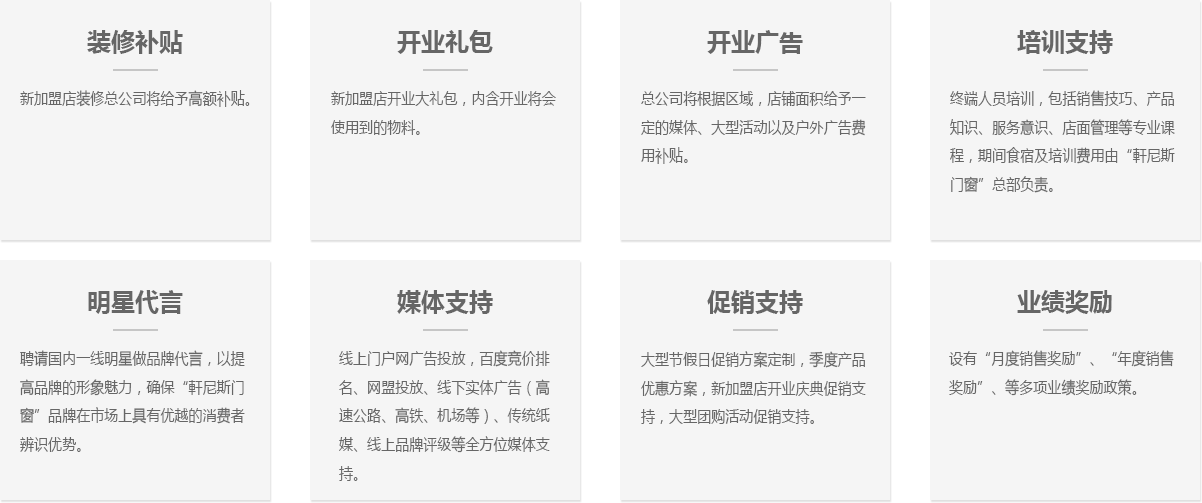 装修补贴
新加盟店装修总公司将给予高额补贴。
开业礼包
新加盟店开业大礼包，内含开业将会
使用到的物料。
开业广告
总公司将根据区域，店铺面积给予一
定的媒体、大型活动以及户外广告费
用补贴。
培训支持
终端人员培训，包括销售技巧、产品
知识、服务意识、店面管理等专业课
程，期间食宿及培训费用由“軒尼斯
门窗”总部负责。
明星代言
聘请国内一线明星做品牌代言，以提
高品牌的形象魅力，确保“軒尼斯门
窗”品牌在市场上具有优越的消费者
辨识优势。
媒体支持
线上门户网广告投放，百度竞价排
名、网盟投放、线下实体广告（高
速公路、高铁、机场等）、传统纸
媒、线上品牌评级等全方位媒体支
持。
促销支持
大型节假日促销方案定制，季度产品
优惠方案，新加盟店开业庆典促销支
持，大型团购活动促销支持。
业绩奖励
设有“月度销售奖励”、“年度销售
奖励”、等多项业绩奖励政策。